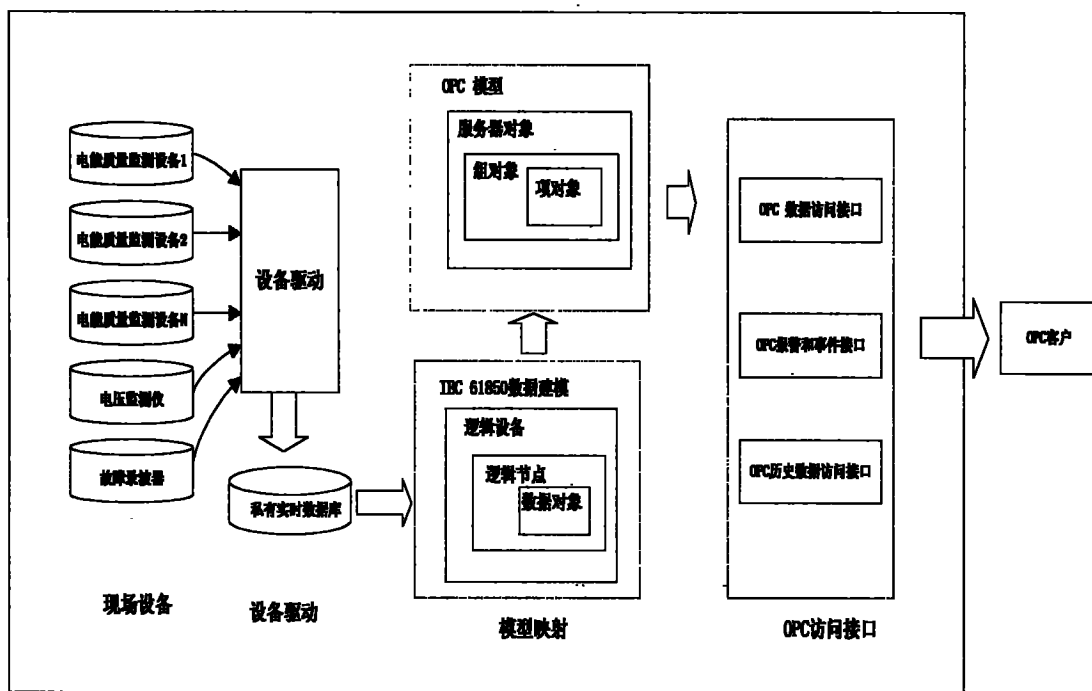 电能质量监测设备1
电能质量监测设备2
电能质量监测设备N
电压监测仪
故障录波器
现场设备
设备驱动
私有实时数据库
设备驱动
OPC 模型
服务器对象
组对象
项对象
IEC 61850数据建模
逻辑设备
逻辑节点
数据对象
模型映射
OPC 数据访问接口
OPC报警和事件接口
OPC历史数据访问接口
OPC访问接口
OPC客户